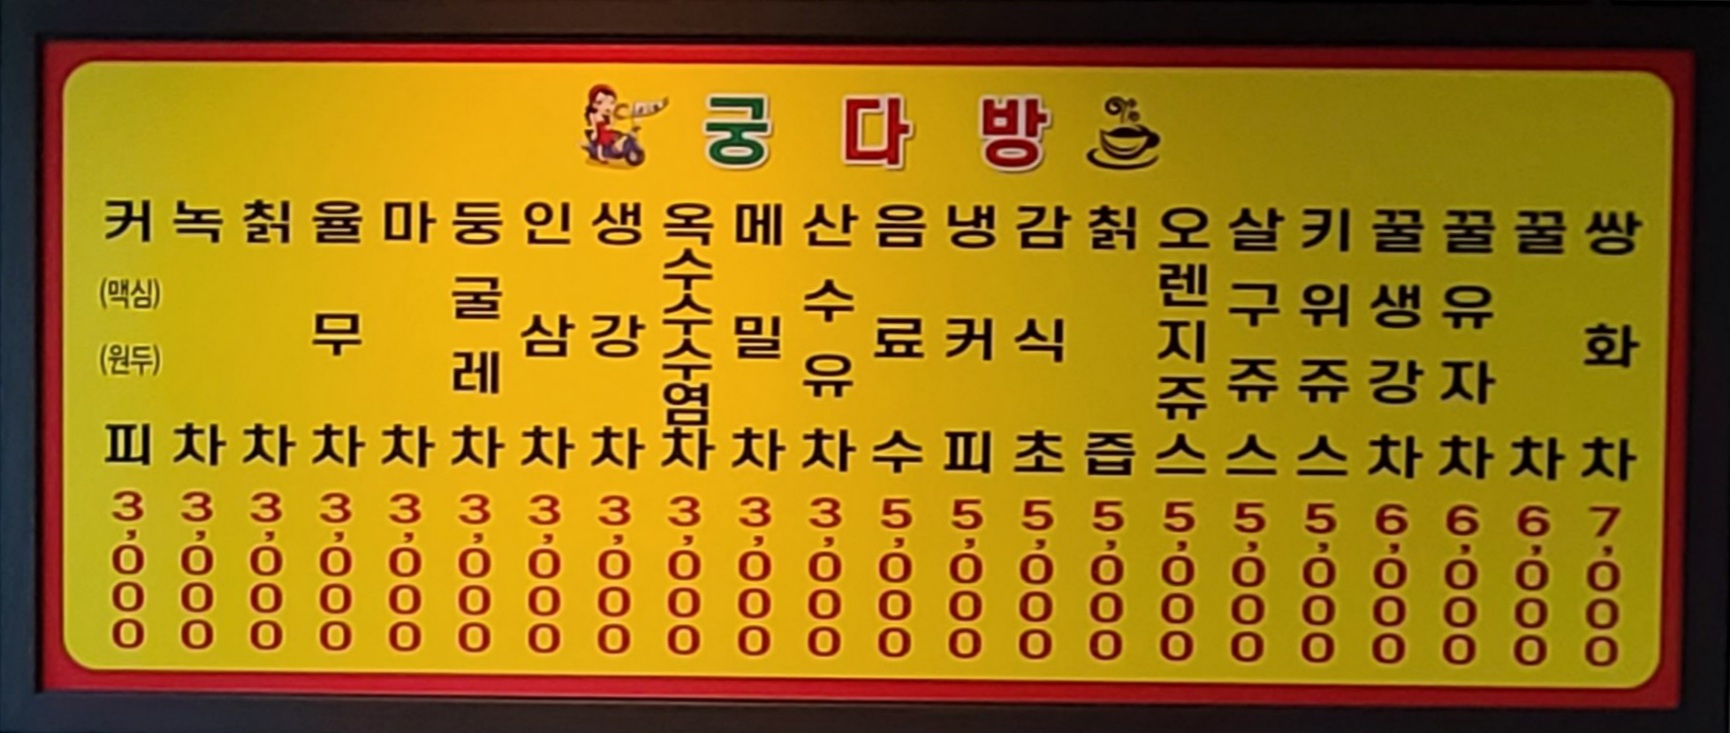 궁 다 방
커(맥심)(원두)피 3,000
녹차 3,000
칡차 3,000
율무차 3,000
마차 3,000
둥굴레차 3,000
인삼차 3,000
생강차 3,000
옥수수수염차 3,000
메밀차 3,000
산수유차 3,000
음료수 5,000
냉커피 5,000
감식초 5,000
칡즙 5,000
오렌지쥬스 5,000
살구쥬스 5,000
키위쥬스 5,000
꿀생강차 6,000
꿀유자차 6,000
꿀차 6,000
쌍화차 7,000